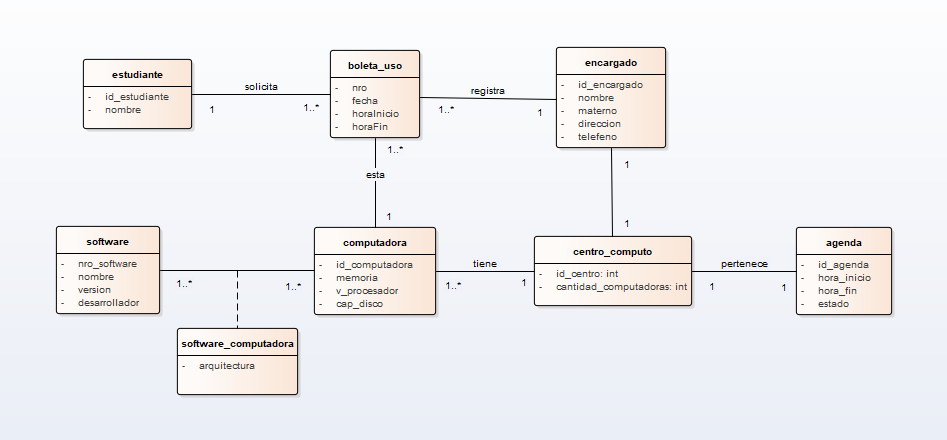 estudiante
- id_estudiante
- nombre
solicita
1
1..*
boleta_uso
- nro
- fecha
- horaInicio
- horaFin
registra
1..*
1
encargado
- id_encargado
- nombre
- materno
- direccion
- telefeno
1..*
esta
1
1
1
software
- nro_software
- nombre
- version
- desarrollador
1..*
1..*
computadora
- id_computadora
- memoria
- v_procesador
- cap_disco
tiene
1..*
1
centro_computo
- id_centro: int
- cantidad_computadoras: int
pertenece
1
1
agenda
- id_agenda
- hora_inicio
- hora_fin
- estado
software_computadora
- arquitectura